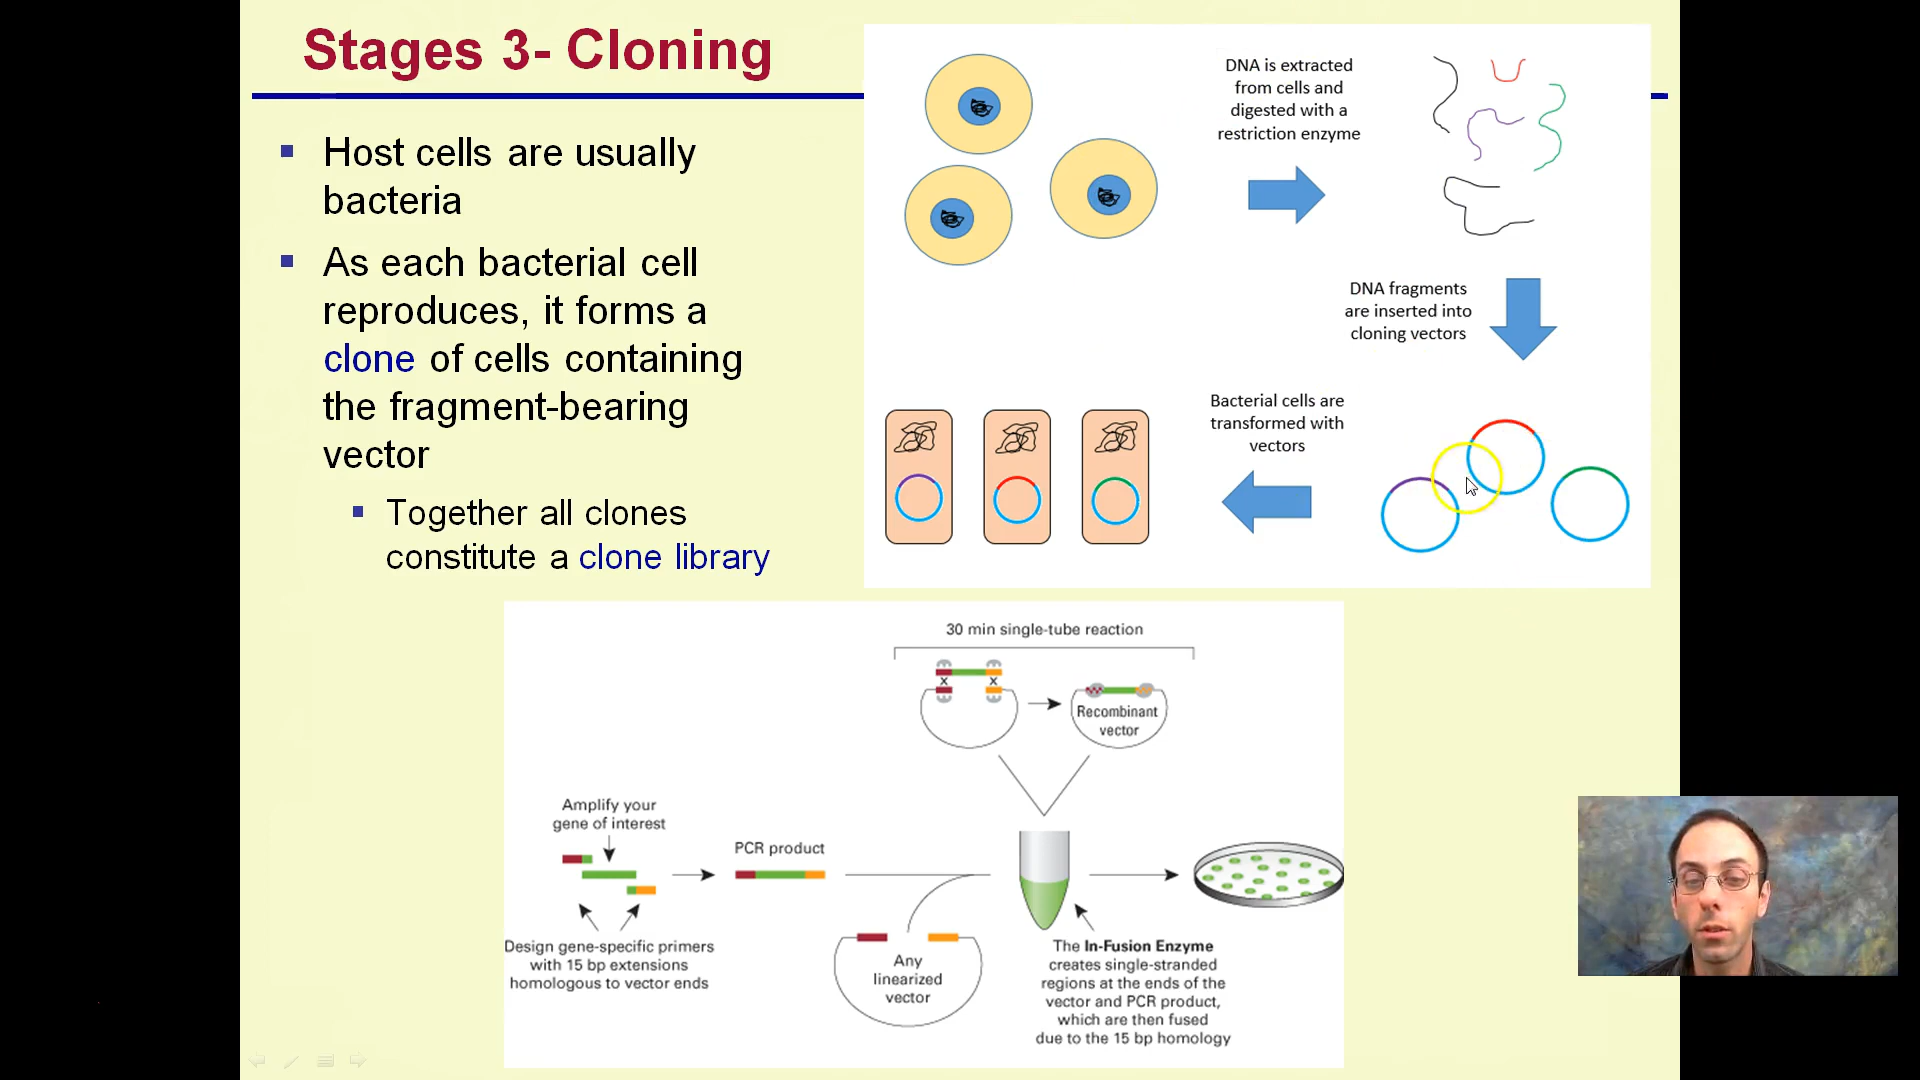 Stages 3- Cloning
Host cells are usually
bacteria
As each bacterial cell
reproduces, it forms a
clone of cells containing
the fragment-bearing
vector
Together all clones
constitute a clone library
DNA is extracted
from cells and
digested with a
restriction enzyme
DNA fragments
are inserted into
cloning vectors
Bacterial cells are
transformed with
vectors
30 min single-tube reaction
x
x
Recombinant
vector
Amplify your
gene of interest
PCR product
Design gene-specific primers
with 15 bp extensions
homologous to vector ends
Any
linearized
vector
The In-Fusion Enzyme
creates single-stranded
regions at the ends of the
vector and PCR product,
which are then fused
due to the 15 bp homology